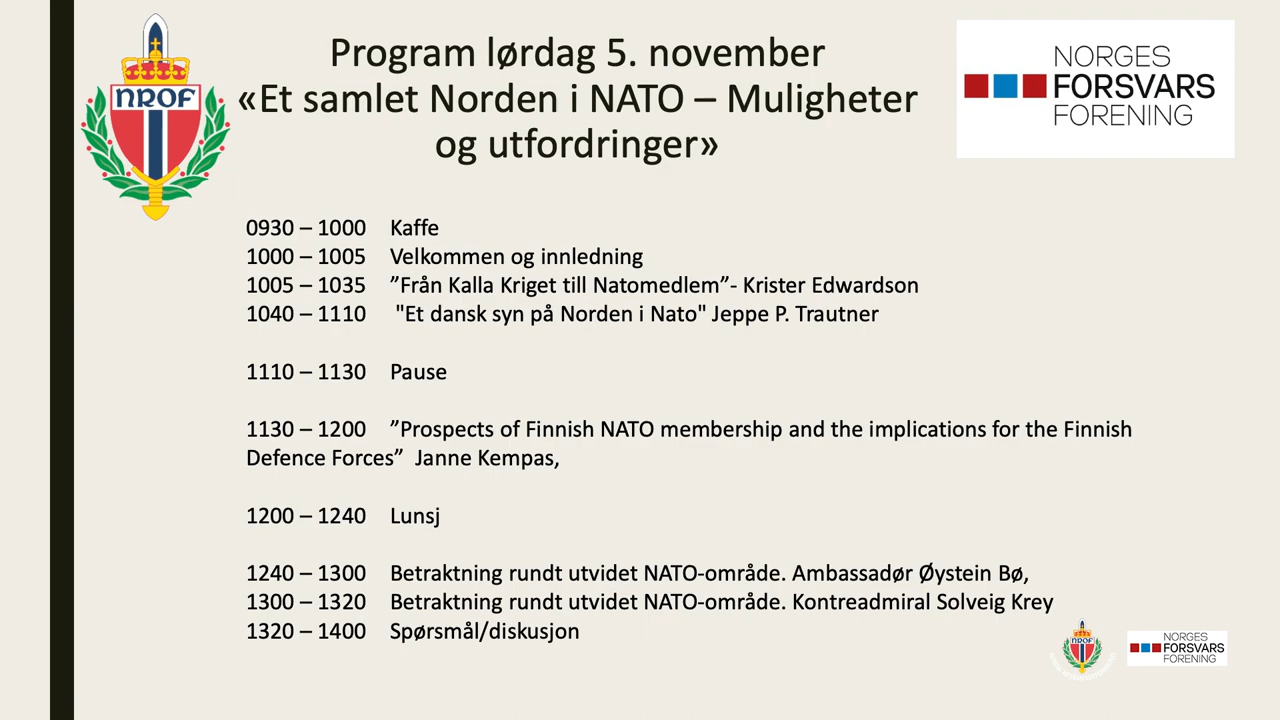 Program lørdag 5. november
«Et samlet Norden i NATO – Muligheter
og utfordringer»
NROF
NORGES
FORSVARS
FORENING
0930 – 1000 Kaffe
1000 – 1005 Velkommen og innledning
1005 – 1035 ”Från Kalla Kriget till Natomedlem”- Krister Edwardson
1040 – 1110 "Et dansk syn på Norden i Nato" Jeppe P. Trautner
1110 – 1130 Pause
1130 – 1200 ”Prospects of Finnish NATO membership and the implications for the Finnish
Defence Forces” Janne Kempas,
1200 – 1240 Lunsj
1240 – 1300 Betraktning rundt utvidet NATO-område. Ambassadør Øystein Bø,
1300 – 1320 Betraktning rundt utvidet NATO-område. Kontreadmiral Solveig Krey
1320 – 1400 Spørsmål/diskusjon
NROF
NORGES
FORSVARS
FORENING